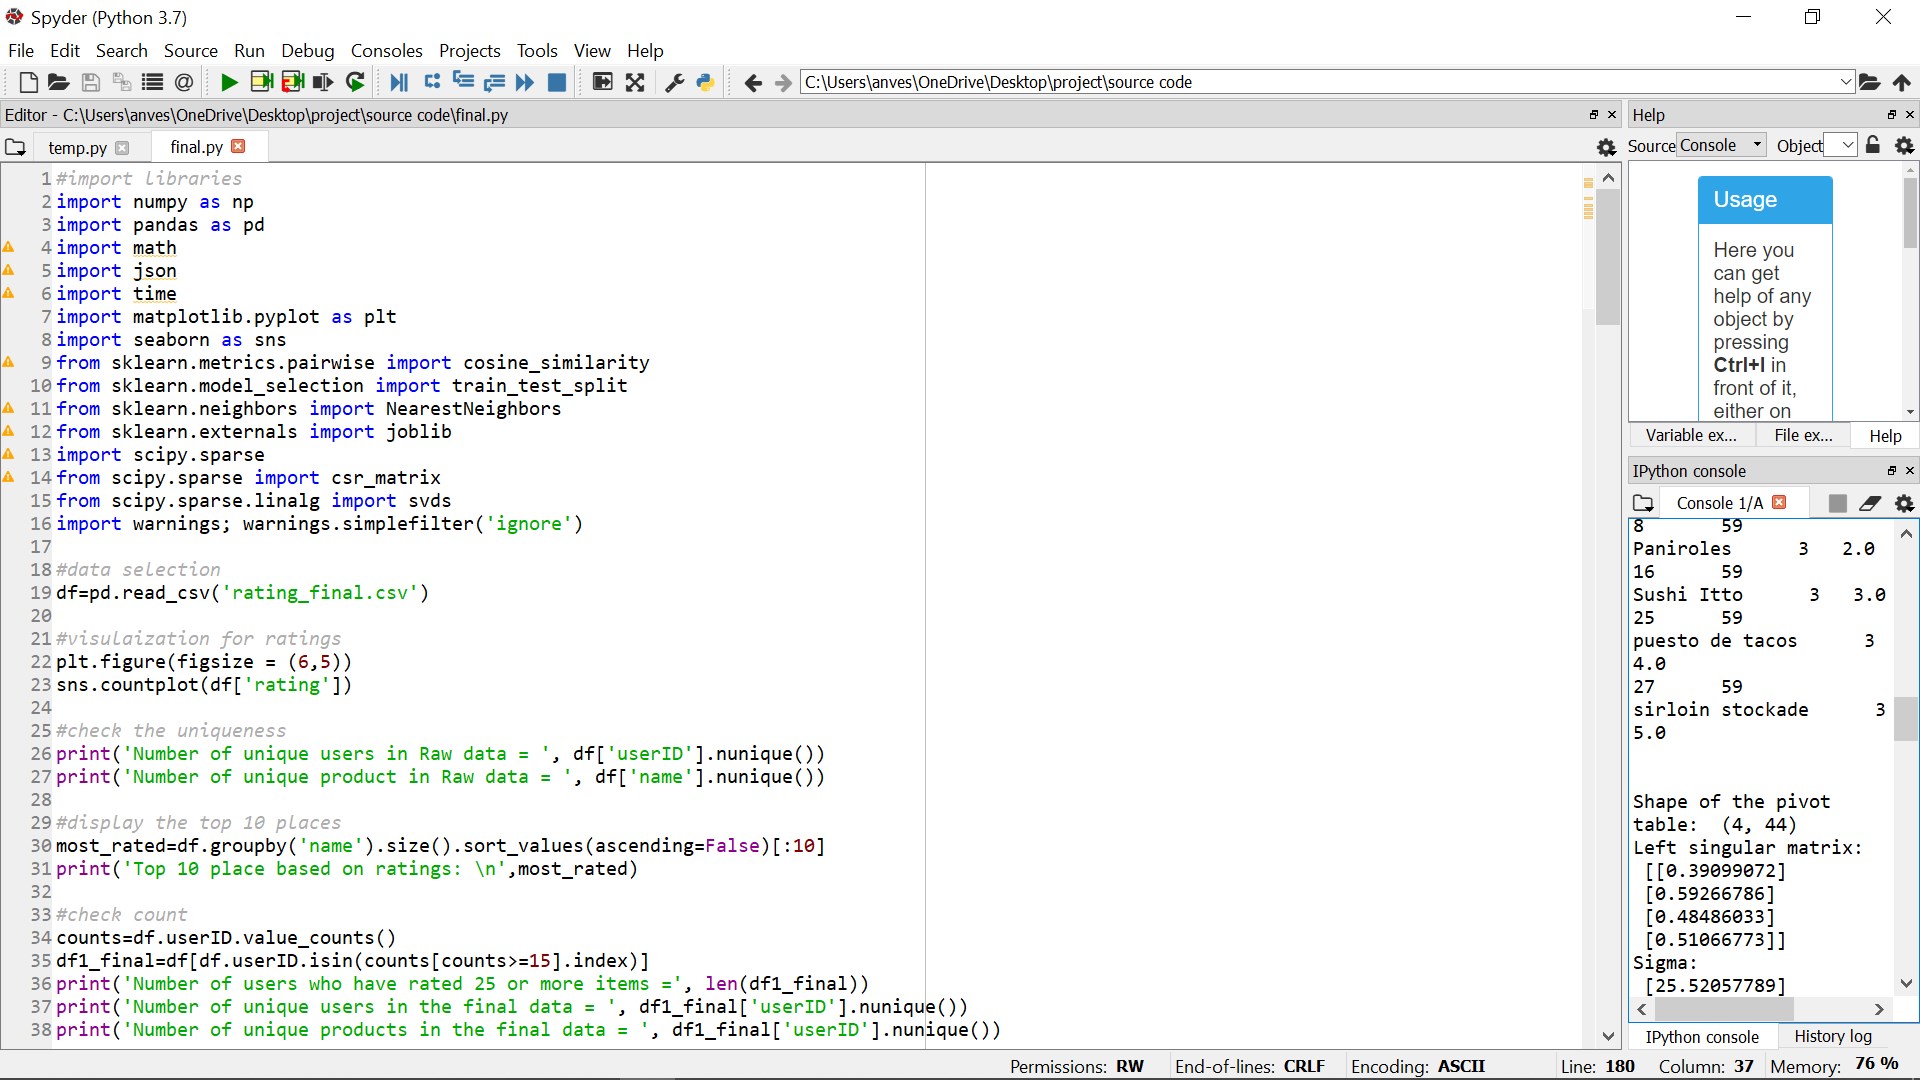 Spyder (Python 3.7)
File Edit Search Source Run Debug Consoles Projects Tools View Help
C:\Users\anves\OneDrive\Desktop\project\source code
Editor - C:\Users\anves\OneDrive\Desktop\project\source code\final.py
temp.py final.py
1 #import libraries
2 import numpy as np
3 import pandas as pd
4 import math
5 import json
6 import time
7 import matplotlib.pyplot as plt
8 import seaborn as sns
9 from sklearn.metrics.pairwise import cosine_similarity
10 from sklearn.model_selection import train_test_split
11 from sklearn.neighbors import NearestNeighbors
12 from sklearn.externals import joblib
13 import scipy.sparse
14 from scipy.sparse import csr_matrix
15 from scipy.sparse.linalg import svds
16 import warnings; warnings.simplefilter('ignore')
17
18 #data selection
19 df=pd.read_csv('rating_final.csv')
20
21 #visulaization for ratings
22 plt.figure(figsize = (6,5))
23 sns.countplot(df['rating'])
24
25 #check the uniqueness
26 print('Number of unique users in Raw data = ', df['userID'].nunique())
27 print('Number of unique product in Raw data = ', df['name'].nunique())
28
29 #display the top 10 places
30 most_rated=df.groupby('name').size().sort_values(ascending=False)[:10]
31 print('Top 10 place based on ratings: \n',most_rated)
32
33 #check count
34 counts=df.userID.value_counts()
35 df1_final=df[df.userID.isin(counts[counts>=15].index)]
36 print('Number of users who have rated 25 or more items =', len(df1_final))
37 print('Number of unique users in the final data = ', df1_final['userID'].nunique())
38 print('Number of unique products in the final data = ', df1_final['userID'].nunique())
Help
Source Console Object
Usage
Here you
can get
help of any
object by
pressing
Ctrl+I in
front of it,
either on
Variable ex... File ex... Help
IPython console
Console 1/A
8 59
Paniroles 3 2.0
16 59
Sushi Itto 3 3.0
25 59
puesto de tacos 3
4.0
27 59
sirloin stockade 3
5.0
Shape of the pivot
table: (4, 44)
Left singular matrix:
[[0.39099072]
[0.59266786]
[0.48486033]
[0.51066773]]
Sigma:
[25.52057789]
IPython console History log
Permissions: RW End-of-lines: CRLF Encoding: ASCII Line: 180 Column: 37 Memory: 76 %